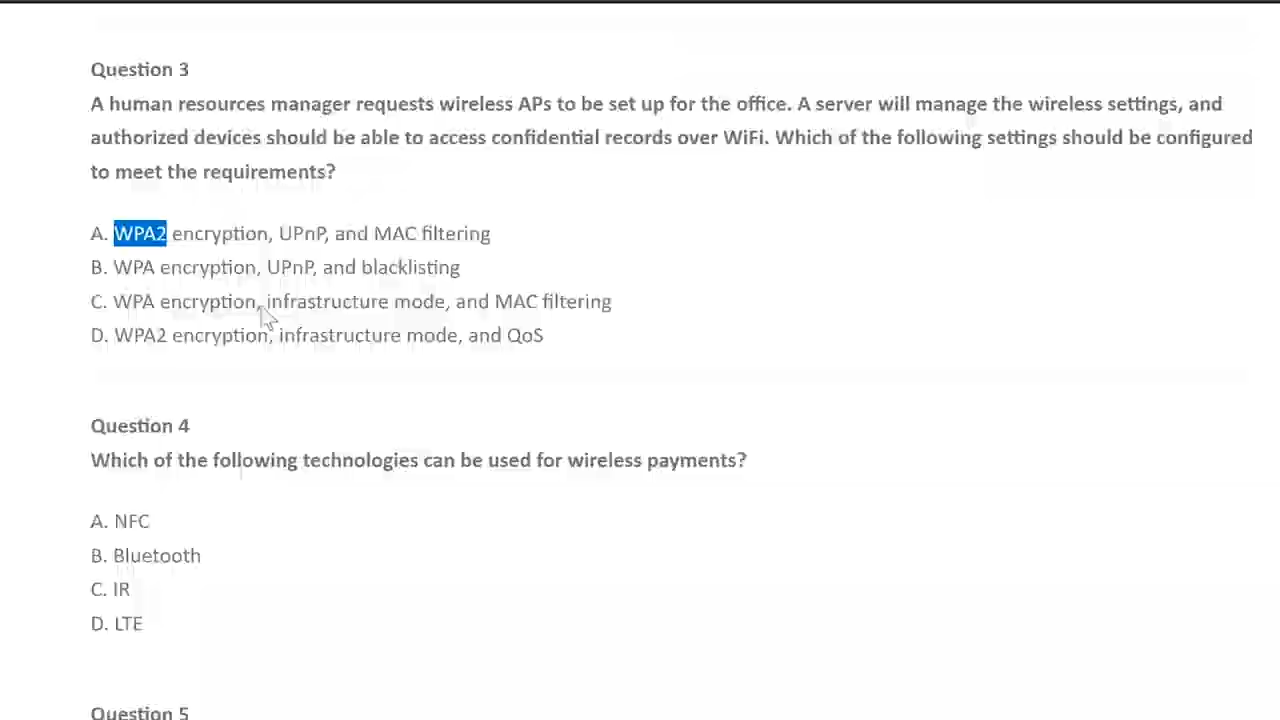 Question 3
A human resources manager requests wireless APs to be set up for the office. A server will manage the wireless settings, and
authorized devices should be able to access confidential records over WiFi. Which of the following settings should be configured
to meet the requirements?
A. WPA2 encryption, UPnP, and MAC filtering
B. WPA encryption, UPnP, and blacklisting
C. WPA encryption, infrastructure mode, and MAC filtering
D. WPA2 encryption, infrastructure mode, and QoS
Question 4
Which of the following technologies can be used for wireless payments?
A. NFC
B. Bluetooth
C. IR
D. LTE
Question 5